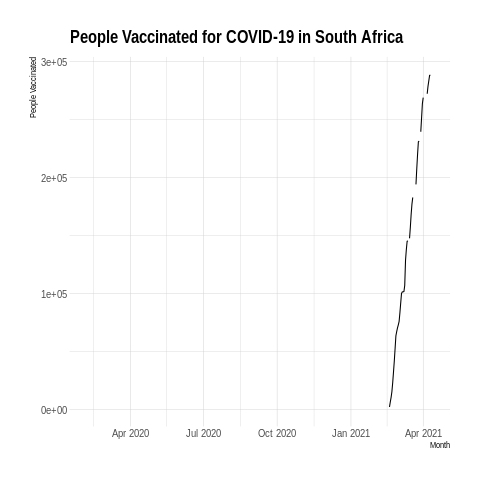 People Vaccinated for COVID-19 in South Africa
People Vaccinated
3e+05
2e+05
1e+05
0e+00
Apr 2020 Jul 2020 Oct 2020 Jan 2021 Apr 2021
Month